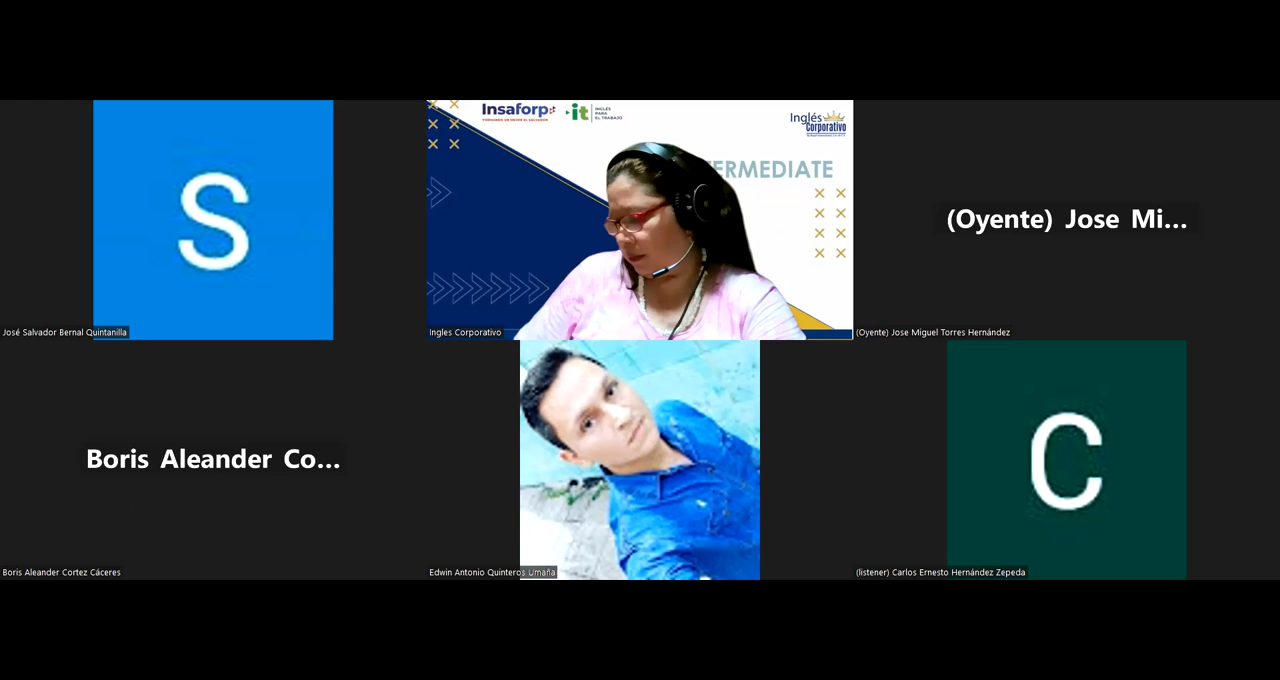 S
José Salvador Bernal Quintanilla
Insaforp
FORMANDO UN MEJOR EL SALVADOR
it
INGLÉS
PARA
EL TRABAJO
Inglés
Corporativo
ERMEDIATE
Ingles Corporativo
(Oyente) Jose Mi...
(Oyente) Jose Miguel Torres Hernández
Boris Aleander Co...
Boris Aleander Cortez Cáceres
Edwin Antonio Quinteros Umaña
C
(listener) Carlos Ernesto Hernández Zepeda